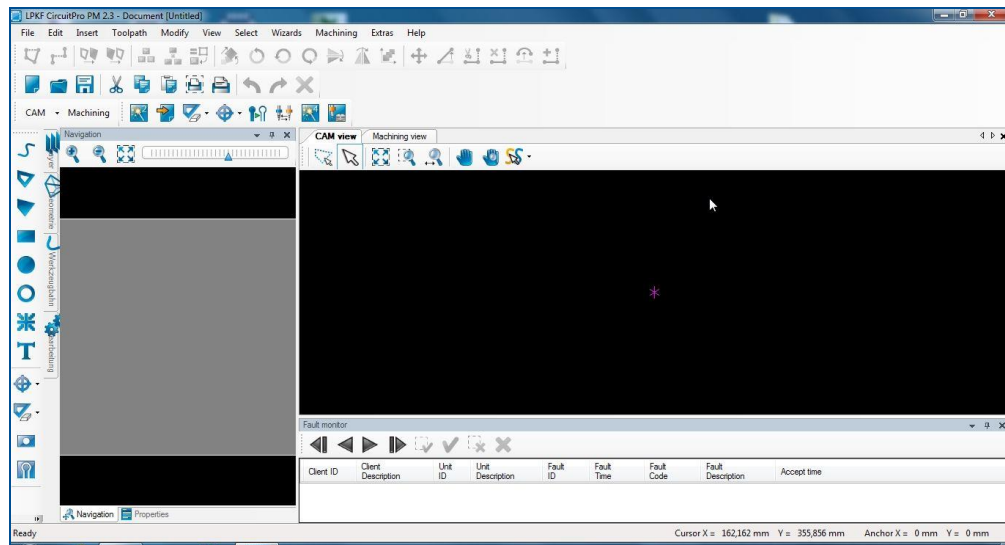 LPKF CircuitPro PM 2.3 - Document [Untitled]
File Edit Insert Toolpath Modify View Select Wizards Machining Extras Help
CAM Machining
Navigation
CAM view Machining view
Geometrie
Werkzeugbahn
T
Fault monitor
Client ID Client Description Unit ID Unit Description Fault ID Fault Time Fault Code Fault Description Accept time
Navigation Properties
Ready Cursor X = 162,162 mm Y = 355,856 mm Anchor X = 0 mm Y = 0 mm